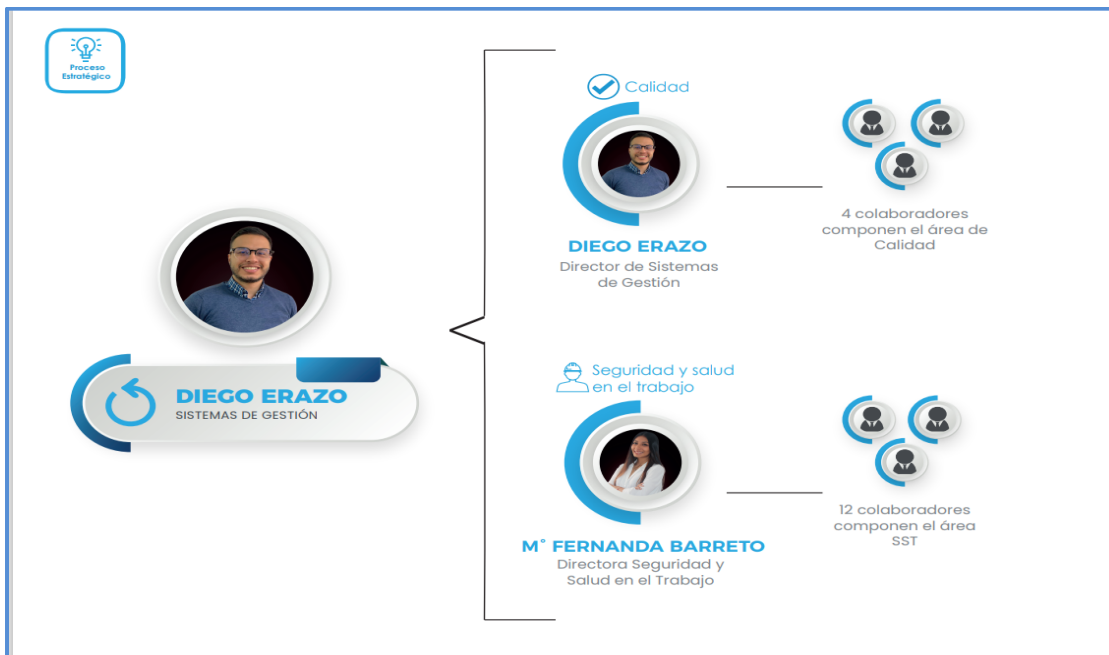 Proceso
Estratégico
DIEGO ERAZO
SISTEMAS DE GESTIÓN
Calidad
DIEGO ERAZO
Director de Sistemas
de Gestión
4 colaboradores
componen el área de
Calidad
Seguridad y salud
en el trabajo
M° FERNANDA BARRETO
Directora Seguridad y
Salud en el Trabajo
12 colaboradores
componen el área
SST